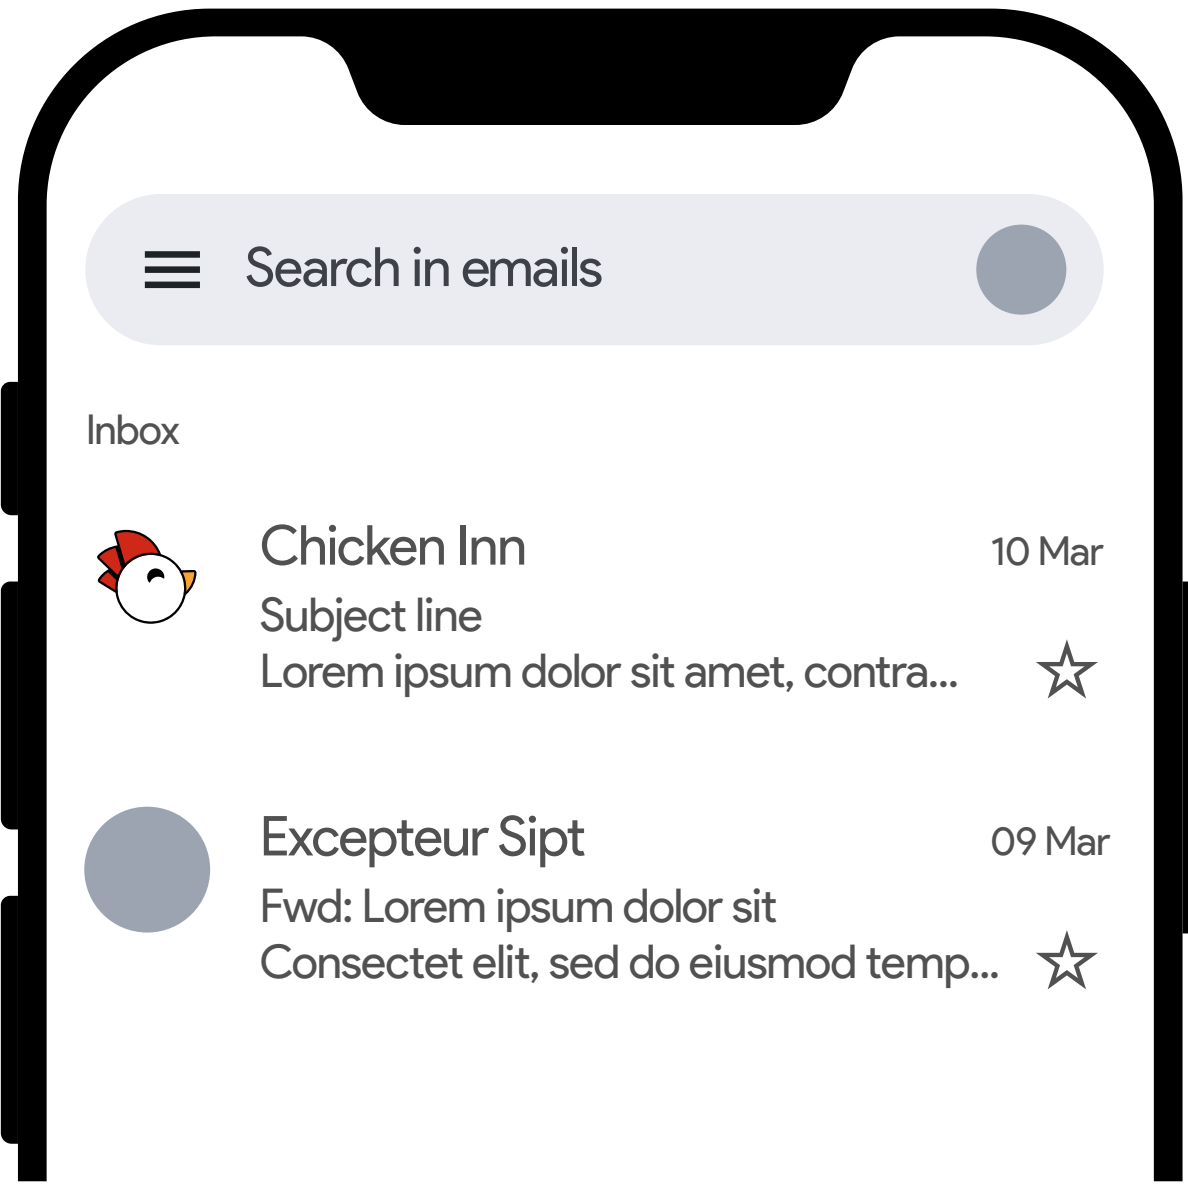 Search in emails
Inbox
Chicken Inn
10 Mar
Subject line
Lorem ipsum dolor sit amet, contra...
Excepteur Sipt
09 Mar
Fwd: Lorem ipsum dolor sit
Consectet elit, sed do eiusmod temp...